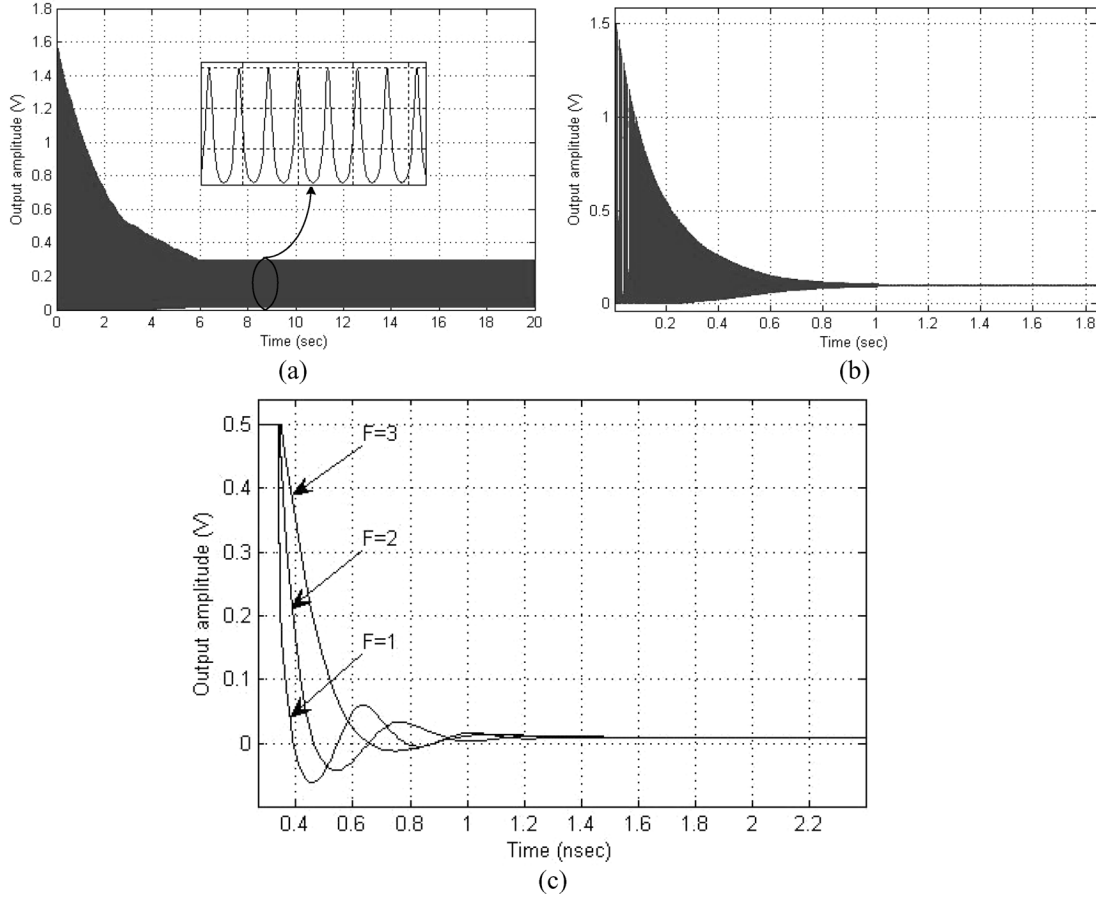 1.8
1.6
1.4
1.2
1
0.8
0.6
0.4
0.2
0
Output amplitude (V)
0 2 4 6 8 10 12 14 16 18 20
Time (sec)
(a)
1.5
1
0.5
0
Output amplitude (V)
0.2 0.4 0.6 0.8 1 1.2 1.4 1.6 1.8
Time (sec)
(b)
0.5
0.4
0.3
0.2
0.1
0
Output amplitude (V)
F=3
F=2
F=1
0.4 0.6 0.8 1 1.2 1.4 1.6 1.8 2 2.2
Time (nsec)
(c)